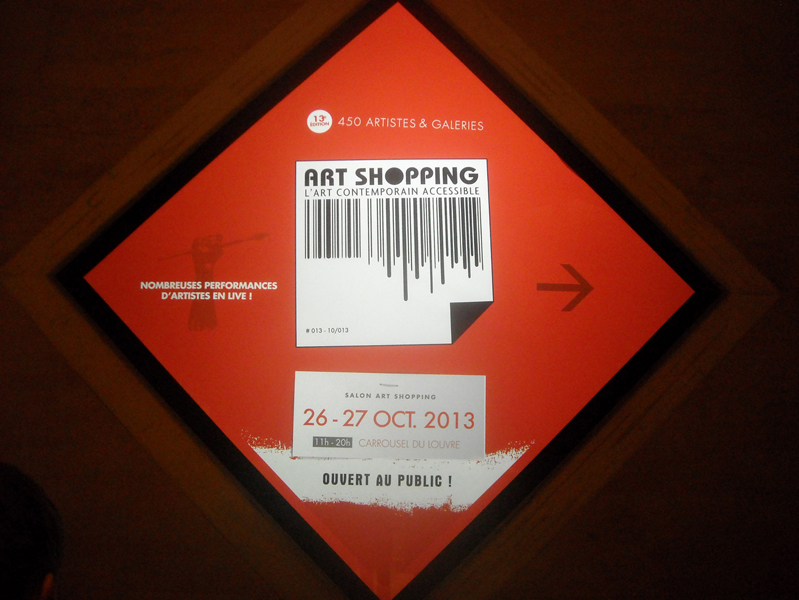 13e
ÉDITION
450 ARTISTES & GALERIES
ART SHOPPING
L'ART CONTEMPORAIN ACCESSIBLE
NOMBREUSES PERFORMANCES
D'ARTISTES EN LIVE !
# 013 - 10/013
SALON ART SHOPPING
26 - 27 OCT. 2013
11h - 20h CARROUSEL DU LOUVRE
OUVERT AU PUBLIC !